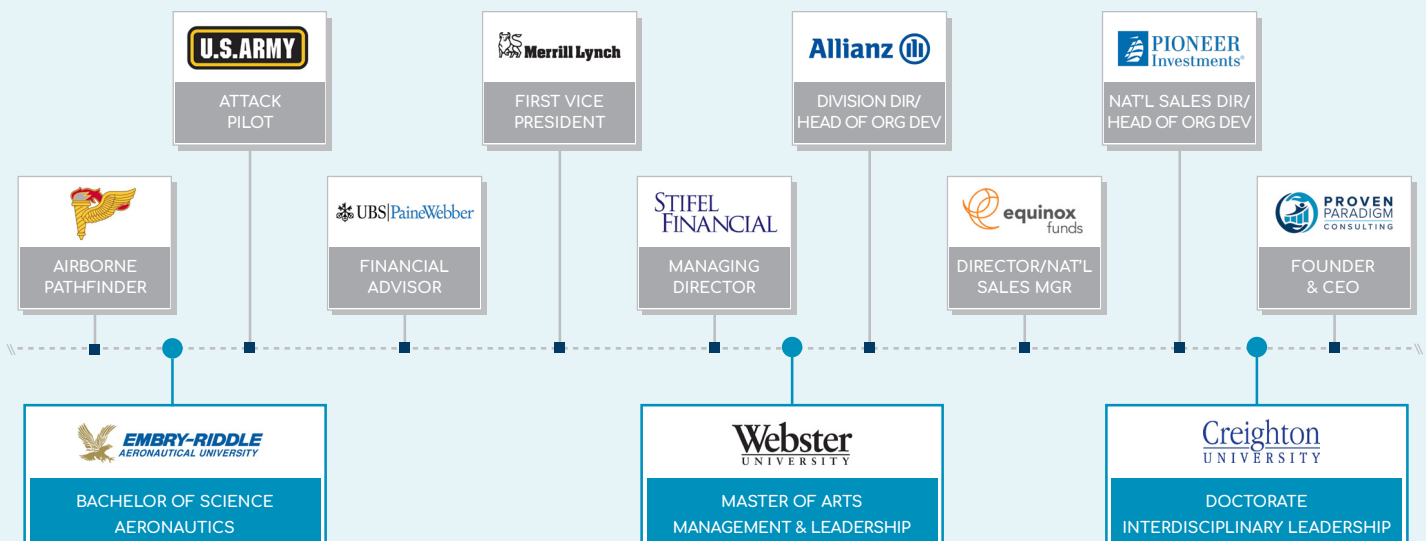 U.S.ARMY
ATTACK
PILOT
Merrill Lynch
FIRST VICE
PRESIDENT
Allianz
DIVISION DIR/
HEAD OF ORG DEV
PIONEER
Investments®
NAT'L SALES DIR/
HEAD OF ORG DEV
AIRBORNE
PATHFINDER
UBS|PaineWebber
FINANCIAL
ADVISOR
STIFEL
FINANCIAL
MANAGING
DIRECTOR
equinox
funds
DIRECTOR/NAT'L
SALES MGR
PROVEN
PARADIGM
CONSULTING
FOUNDER
& CEO
EMBRY-RIDDLE
AERONAUTICAL UNIVERSITY
BACHELOR OF SCIENCE
AERONAUTICS
Webster
UNIVERSITY
MASTER OF ARTS
MANAGEMENT & LEADERSHIP
Creighton
UNIVERSITY
DOCTORATE
INTERDISCIPLINARY LEADERSHIP